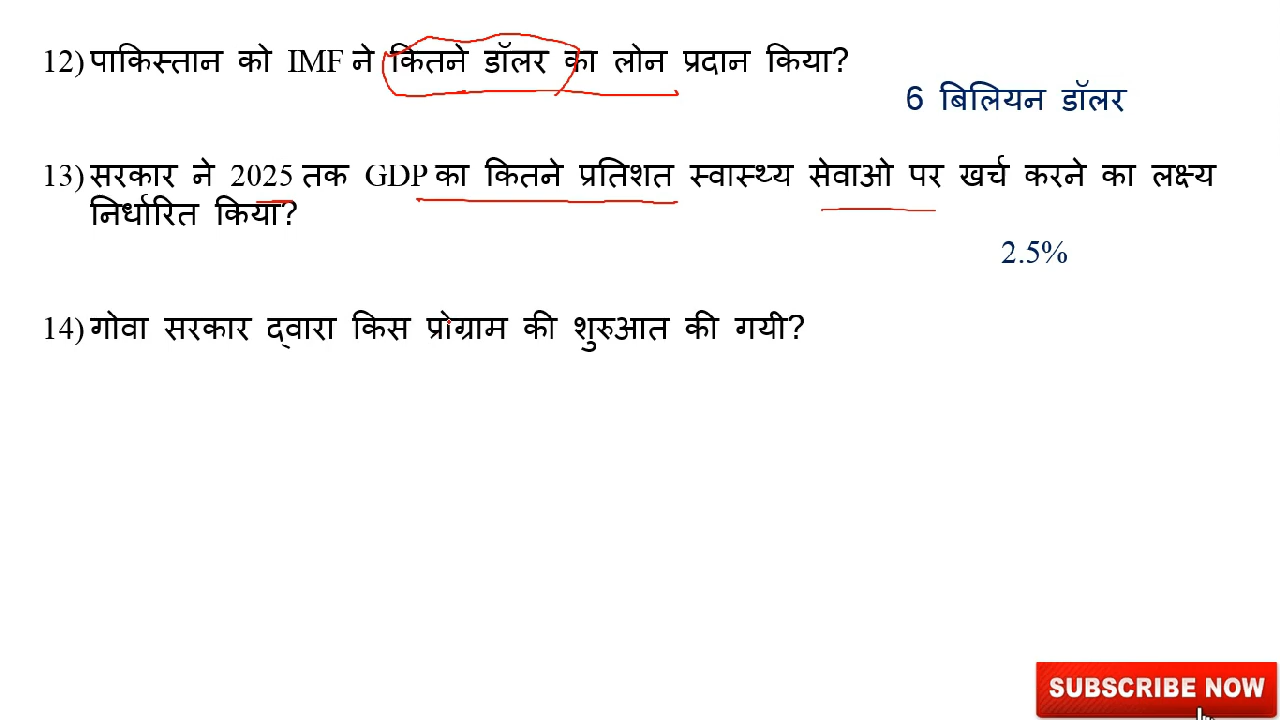 12) पाकिस्तान को IMF ने कितने डॉलर का लोन प्रदान किया?
6 बिलियन डॉलर
13) सरकार ने 2025 तक GDP का कितने प्रतिशत स्वास्थ्य सेवाओ पर खर्च करने का लक्ष्य
निर्धारित किया?
2.5%
14) गोवा सरकार द्वारा किस प्रोग्राम की शुरुआत की गयी?
SUBSCRIBE NOW